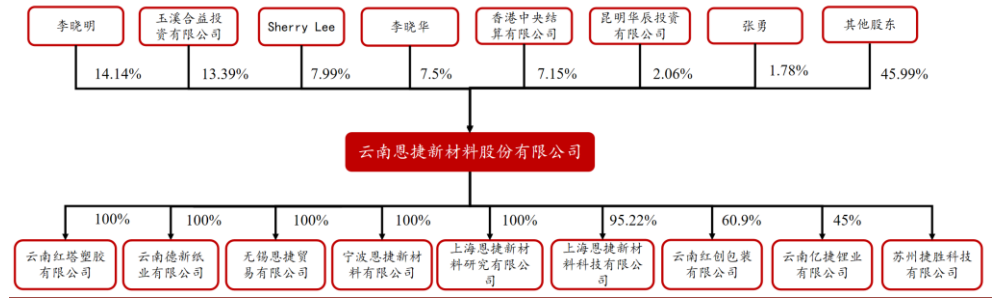 李晓明
玉溪合益投
资有限公司
Sherry Lee
李晓华
香港中央结
算有限公司
昆明华辰投资
有限公司
张勇
其他股东
14.14%
13.39%
7.99%
7.5%
7.15%
2.06%
1.78%
45.99%
云南恩捷新材料股份有限公司
100%
100%
100%
100%
100%
95.22%
60.9%
45%
云南红塔塑胶
有限公司
云南德新纸
业有限公司
无锡恩捷贸
易有限公司
宁波恩捷新材
料有限公司
上海恩捷新材
料研究有限公
司
上海恩捷新材
料科技有限公
司
云南红创包装
有限公司
云南亿捷锂业
有限公司
苏州捷胜科技
有限公司